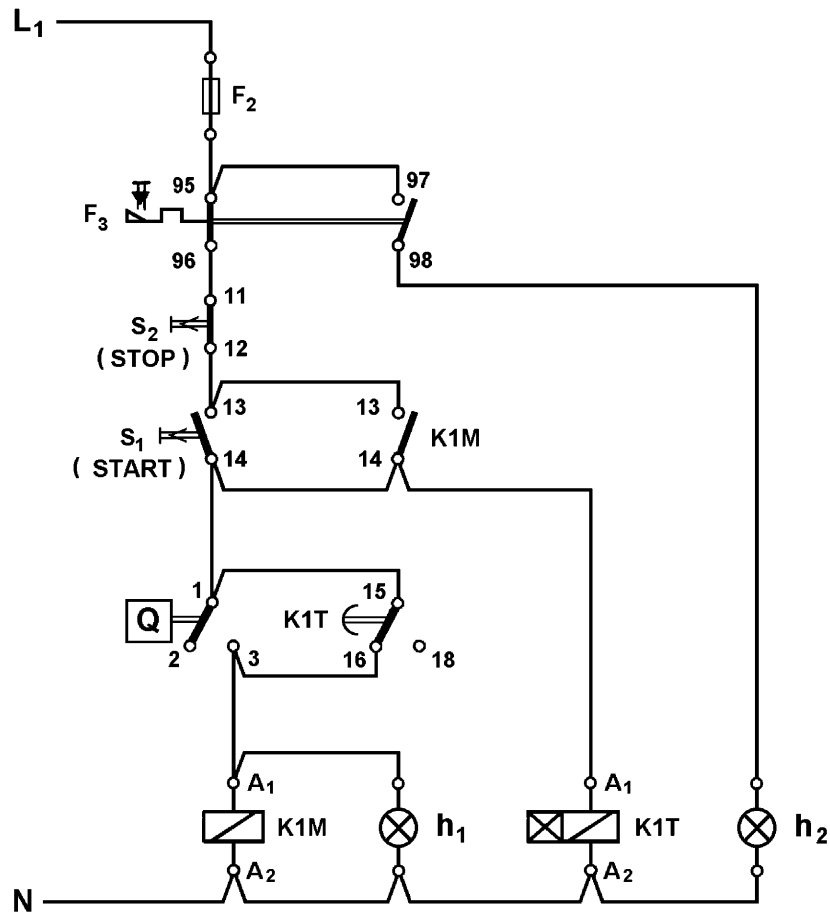 L1
F2
95 97
F3
96 98
11
S2
(STOP) 12
13 13
S1 K1M
(START) 14 14
1 15
Q K1T
2 3 16 18
A1 A1
K1M h1 K1T h2
A2 A2
N